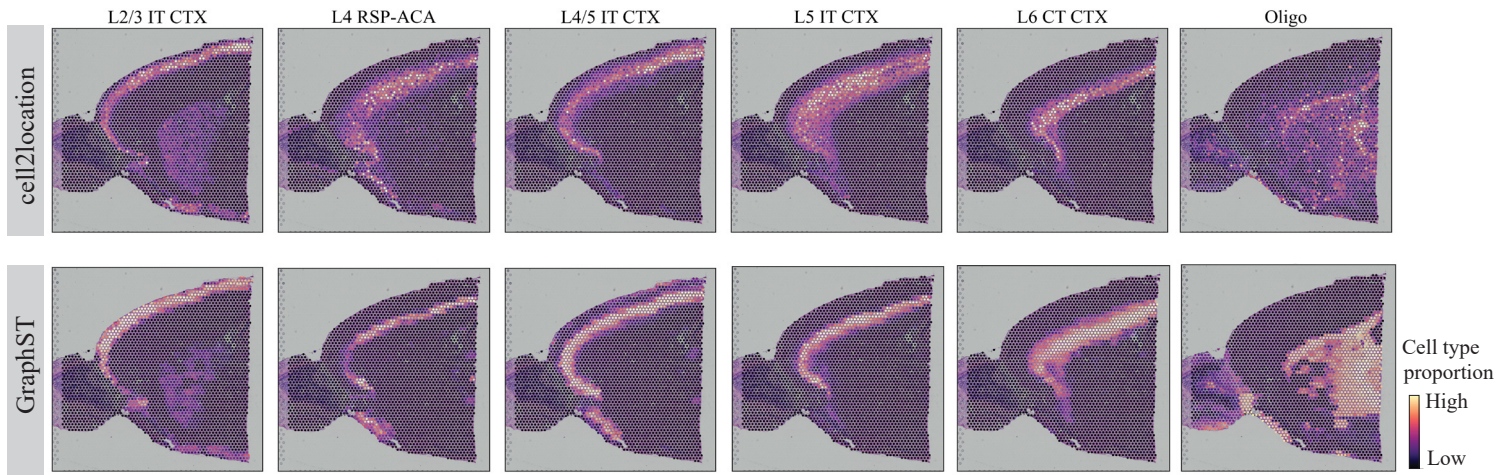 L2/3 IT CTX
L4 RSP-ACA
L4/5 IT CTX
L5 IT CTX
L6 CT CTX
Oligo
cell2location
GraphST
Cell type
proportion
High
Low